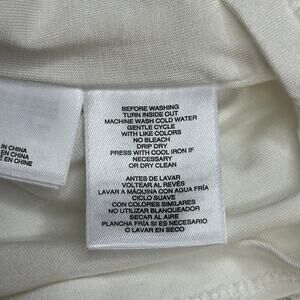 N CHINA
EN CHINA
E EN CHINE
BEFORE WASHING
TURN INSIDE OUT
MACHINE WASH COLD WATER
GENTLE CYCLE
WITH LIKE COLORS
NO BLEACH
DRIP DRY
PRESS WITH COOL IRON IF
NECESSARY
OR DRY CLEAN
ANTES DE LAVAR
VOLTEAR AL REVÉS
LAVAR A MÁQUINA CON AGUA FRÍA
CICLO SUAVE
CON COLORES SIMILARES
NO UTILIZAR BLANQUEADOR
SECAR AL AIRE
PLANCHA FRÍA SI ES NECESARIO
O LAVAR EN SECO